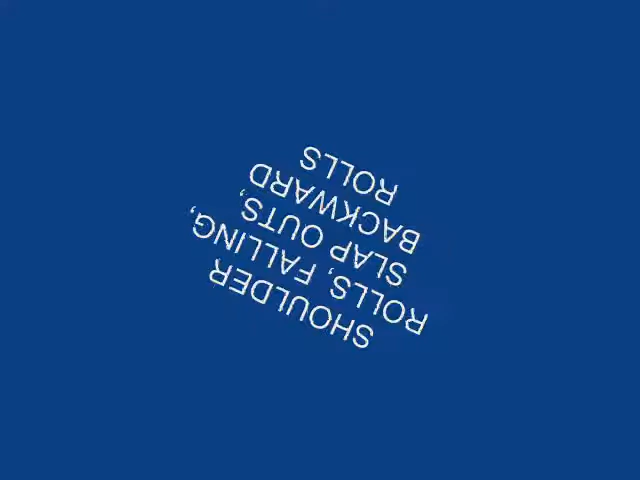 SHOULDER
ROLLS, FALLING,
SLAP OUTS,
BACKWARD
ROLLS